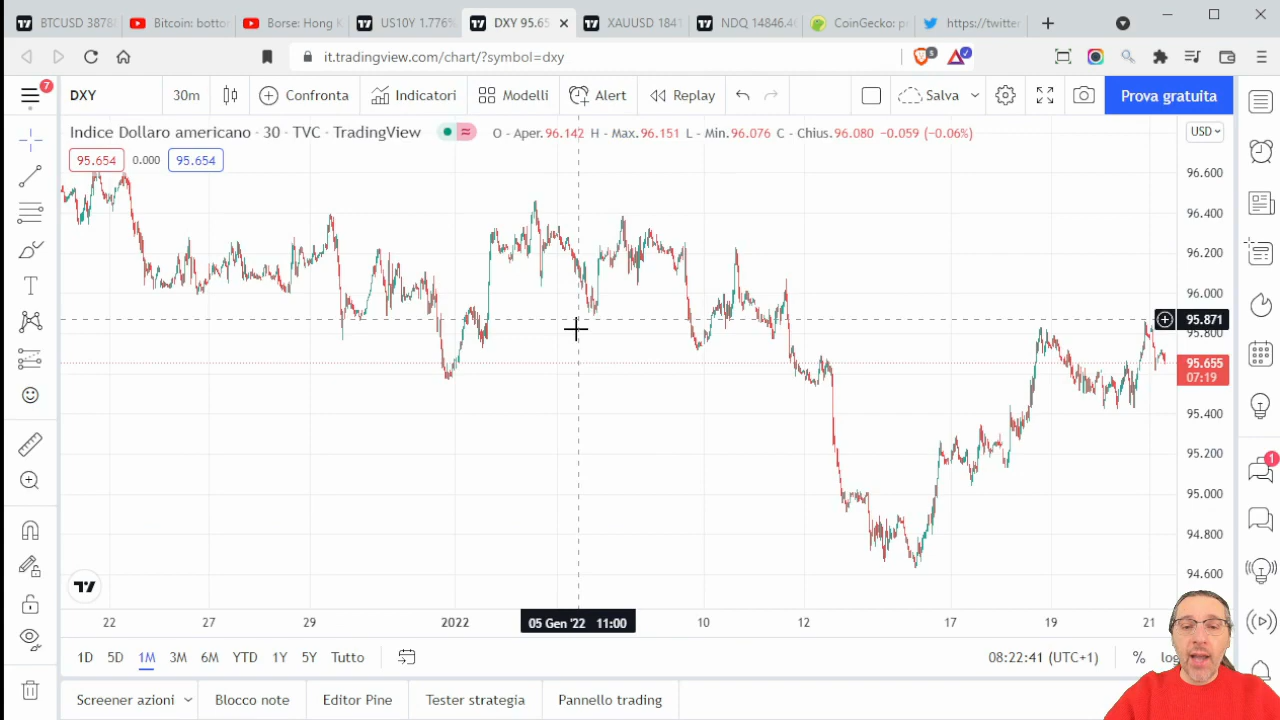 BTCUSD 3878
Bitcoin: bottor
Borse: Hong K
US10Y 1.776%
DXY 95.65
XAUUSD 1841
NDQ 14846.4
CoinGecko: p
https://twitter
it.tradingview.com/chart/?symbol=dxy
5
7
DXY
30m
Confronta
Indicatori
Modelli
Alert
Replay
Salva
Prova gratuita
Indice Dollaro americano · 30 · TVC · TradingView
O - Aper.96.142 H - Max.96.151 L - Min.96.076 C - Chius.96.080 -0.059 (-0.06%)
USD
95.654 0.000 95.654
96.600
96.400
96.200
96.000
95.871
95.800
95.655
07:19
95.400
95.200
95.000
94.800
94.600
1
22 27 29 2022 05 Gen '22 11:00 10 12 17 19 21
1D 5D 1M 3M 6M YTD 1Y 5Y Tutto
08:22:41 (UTC+1) % log
Screener azioni Blocco note Editor Pine Tester strategia Pannello trading